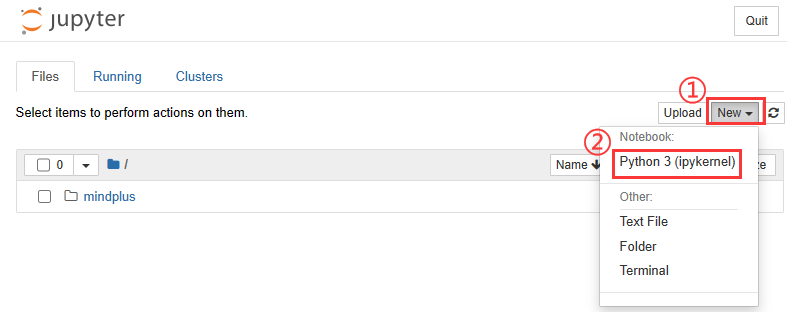 jupyter
Quit
Files Running Clusters
Select items to perform actions on them.
①
Upload New
②
Notebook:
0 / Name
Python 3 (ipykernel)
mindplus
Other:
Text File
Folder
Terminal